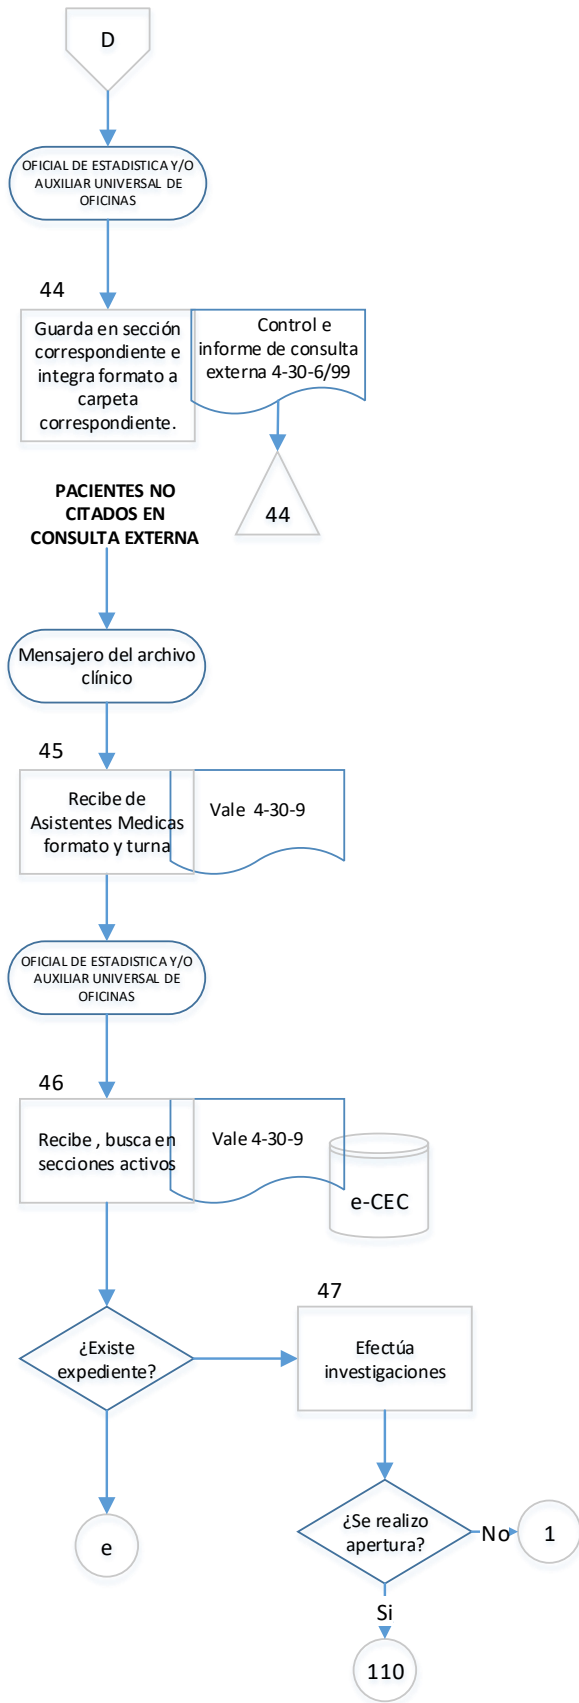 D
OFICIAL DE ESTADISTICA Y/O
AUXILIAR UNIVERSAL DE
OFICINAS
44
Guarda en sección
correspondiente e
integra formato a
carpeta
correspondiente.
Control e
informe de consulta
externa 4-30-6/99
44
PACIENTES NO
CITADOS EN
CONSULTA EXTERNA
Mensajero del archivo
clínico
45
Recibe de
Asistentes Medicas
formato y turna
Vale 4-30-9
OFICIAL DE ESTADISTICA Y/O
AUXILIAR UNIVERSAL DE
OFICINAS
46
Recibe , busca en
secciones activos
Vale 4-30-9
e-CEC
¿Existe
expediente?
47
Efectúa
investigaciones
e
¿Se realizo
apertura?
No
1
Si
110